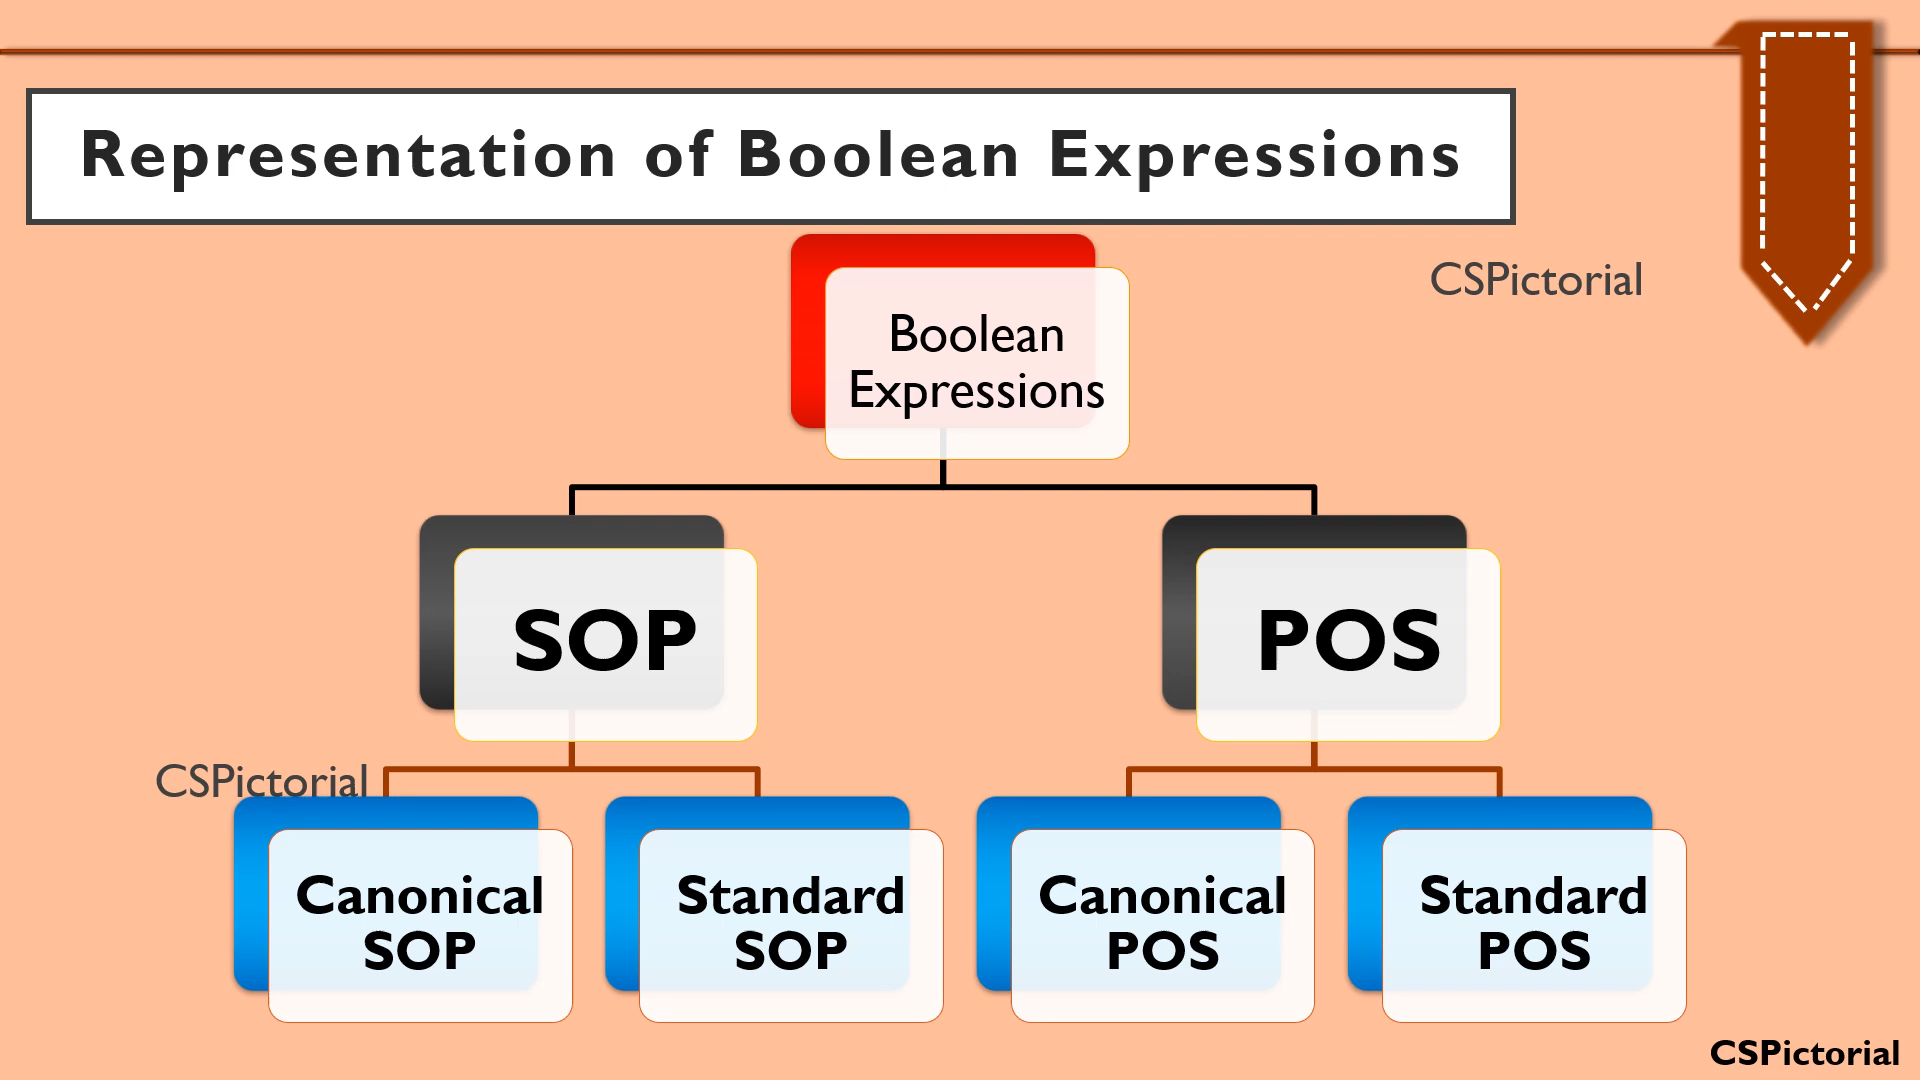 Representation of Boolean Expressions
CSPictorial
Boolean
Expressions
SOP
POS
CSPictorial
Canonical
SOP
Standard
SOP
Canonical
POS
Standard
POS
CSPictorial